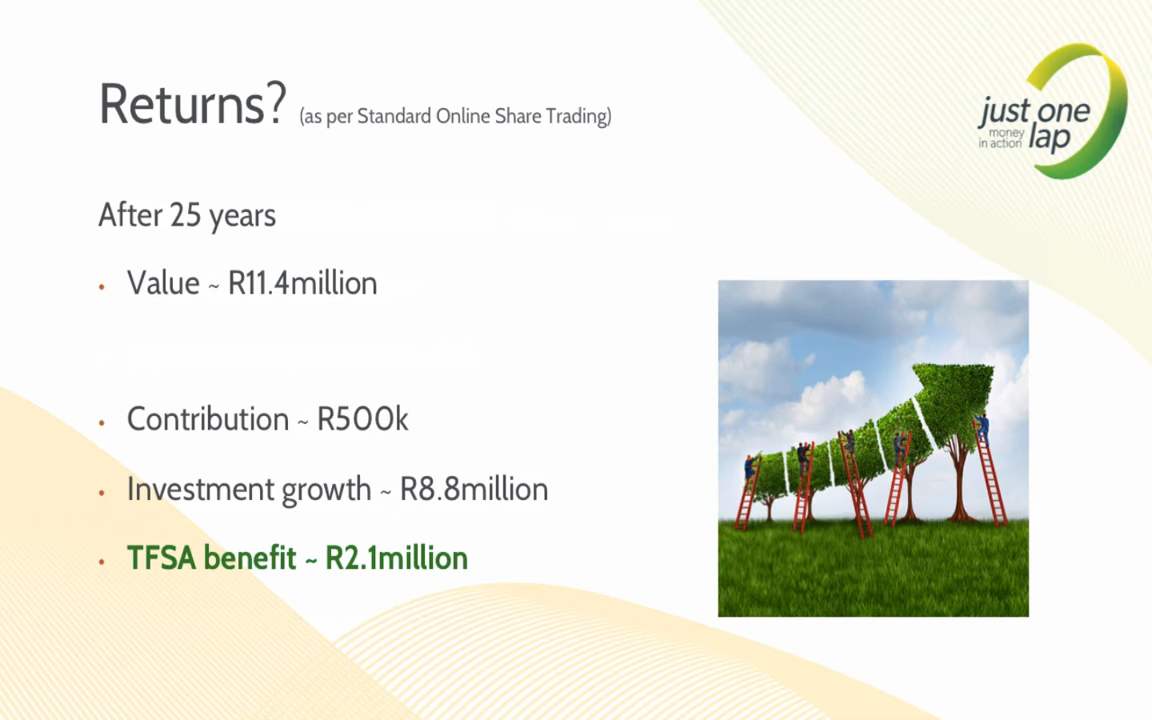 Returns? (as per Standard Online Share Trading)
just one
money
in action lap
After 25 years
• Value ~ R11.4million
• Contribution ~ R500k
• Investment growth ~ R8.8million
• TFSA benefit ~ R2.1million